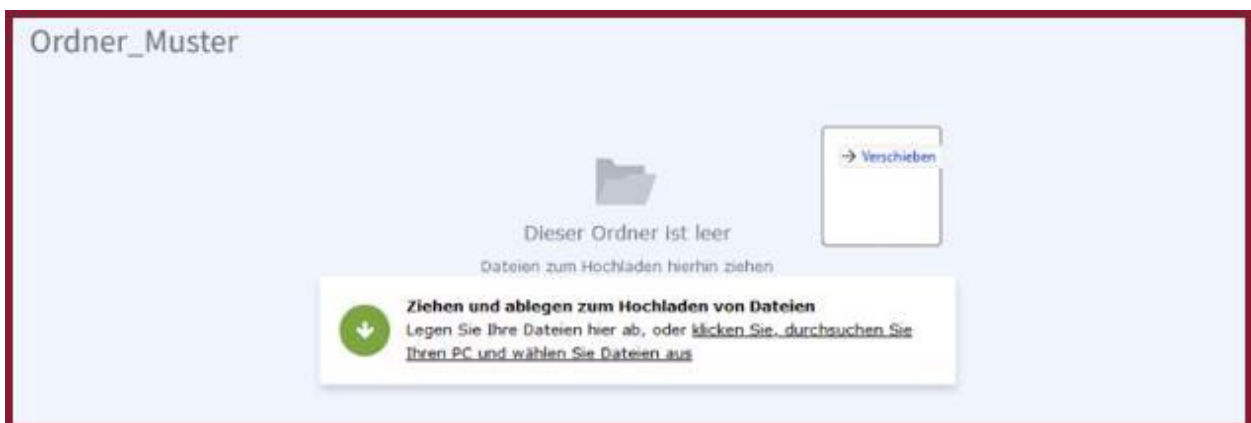 Ordner_Muster
→ Verschieben
Dieser Ordner ist leer
Dateien zum Hochladen hierhin ziehen
Ziehen und ablegen zum Hochladen von Dateien
Legen Sie Ihre Dateien hier ab, oder klicken Sie, durchsuchen Sie
Ihren PC und wählen Sie Dateien aus